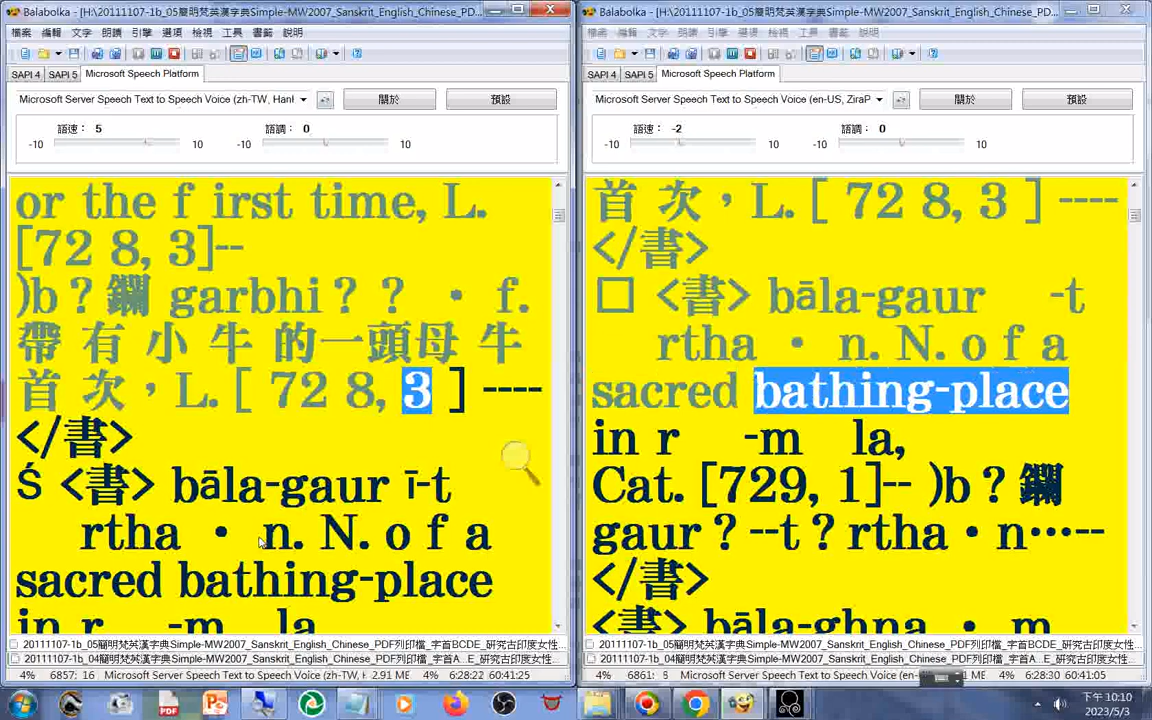 Balabolka - [H:\20111107-1b_05簡明梵英漢字典Simple-MW2007_Sanskrit_English_Chinese_PD...
檔案 編輯 文字 朗讀 引擎 選項 檢視 工具 書籤 說明
SAPI 4 SAPI 5 Microsoft Speech Platform
Microsoft Server Speech Text to Speech Voice (zh-TW, Hanl
關於
預設
語速： 5
語調： 0
-10 10 -10 10
or the f irst time, L.
[72 8, 3]--
)b？鑭 garbhi？？ • f.
帶 有 小 牛 的一頭母 牛
首 次，L. [ 72 8, 3 ] ----
</書>
Ś <書> bāla-gaur ī-t
rtha • n. N. o f a
sacred bathing-place
in r -m la,
20111107-1b_05簡明梵英漢字典Simple-MW2007_Sanskrit_English_Chinese_PDF列印檔_字首BCDE_研究古印度女性...
20111107-1b_04簡明梵英漢字典Simple-MW2007_Sanskrit_English_Chinese_PDF列印檔_字首A...E_研究古印度女性...
4% 6857; 16 Microsoft Server Speech Text to Speech Voice (zh-TW, H 2.91 ME 4% 6:28:22 60:41:25
Balabolka - [H:\20111107-1b_05簡明梵英漢字典Simple-MW2007_Sanskrit_English_Chinese_PD...
檔案 編輯 文字 朗讀 引擎 選項 檢視 工具 書籤 說明
SAPI 4 SAPI 5 Microsoft Speech Platform
Microsoft Server Speech Text to Speech Voice (en-US, ZiraP
關於
預設
語速： -2
語調： 0
-10 10 -10 10
首 次，L. [ 72 8, 3 ] ----
</書>
□ <書> bāla-gaur -t
rtha • n. N. o f a
sacred bathing-place
in r -m la,
Cat. [729, 1]-- )b？鑭
gaur？--t？rtha • n…--
</書>
<書> bāla-ghna • m
20111107-1b_05簡明梵英漢字典Simple-MW2007_Sanskrit_English_Chinese_PDF列印檔_字首BCDE_研究古印度女性...
20111107-1b_04簡明梵英漢字典Simple-MW2007_Sanskrit_English_Chinese_PDF列印檔_字首A...E_研究古印度女性...
4% 6861; Microsoft Server Speech Text to Speech Voice (en-US, ME 4% 6:28:30 60:41:05
下午 10:10
2023/5/3